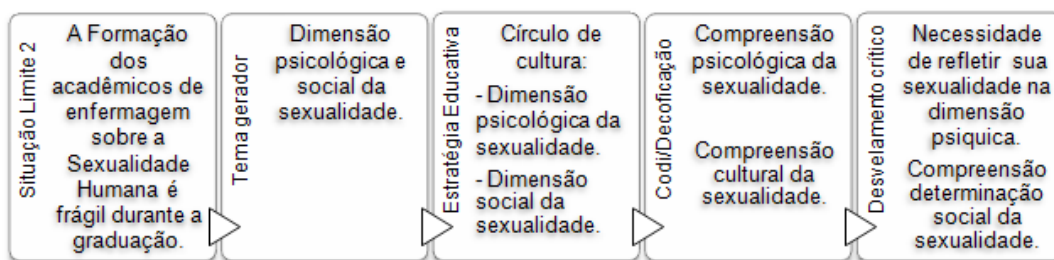 Situação Limite 2
A Formação
dos
acadêmicos de
enfermagem
sobre a
Sexualidade
Humana é
frágil durante a
graduação.
Tema gerador
Dimensão
psicológica e
social da
sexualidade.
Estratégia Educativa
Círculo de
cultura:
- Dimensão
psicológica da
sexualidade.
- Dimensão
social da
sexualidade.
Codi/Decoficação
Compreensão
psicológica da
sexualidade.
Compreensão
cultural da
sexualidade.
Desvelamento crítico
Necessidade
de refletir sua
sexualidade na
dimensão
psiquica.
Compreensão
determinação
social da
sexualidade.